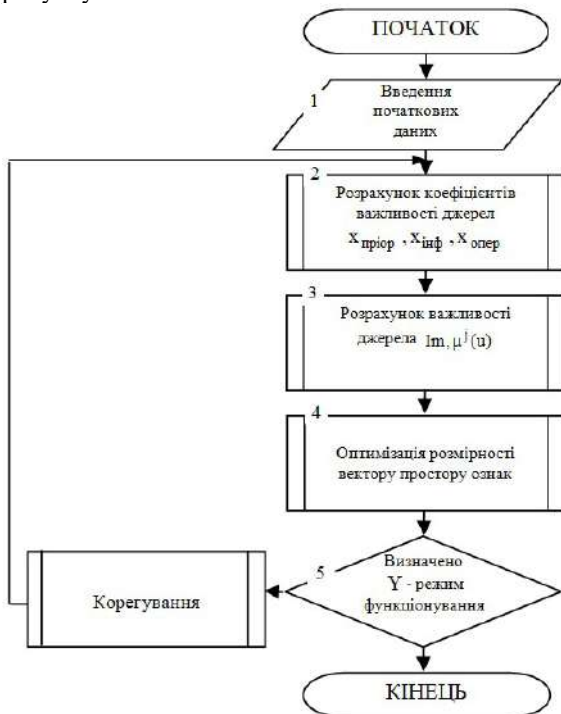 ПОЧАТОК
1
Введення
початкових
даних
2
Розрахунок коефіцієнтів
важливості джерел
x пріор , x інф , x опер
3
Розрахунок важливості
джерела Im, μ^j(u)
4
Оптимізація розмірності
вектору простору ознак
5
Визначено
Y - режим
функціонування
Корегування
КІНЕЦЬ